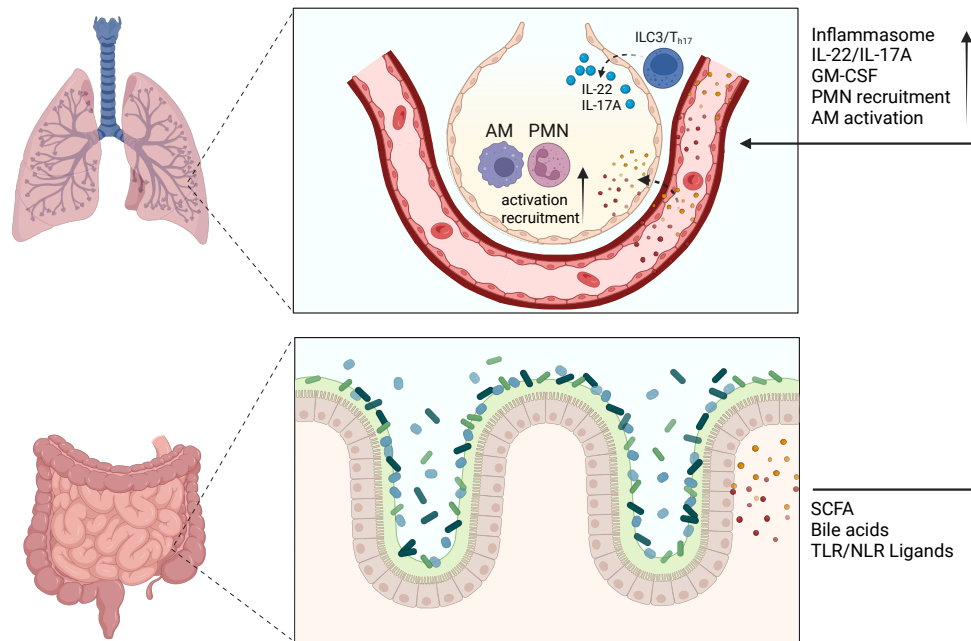 ILC3/Th17
IL-22
IL-17A
AM
PMN
activation
recruitment
Inflammasome
IL-22/IL-17A
GM-CSF
PMN recruitment
AM activation
SCFA
Bile acids
TLR/NLR Ligands